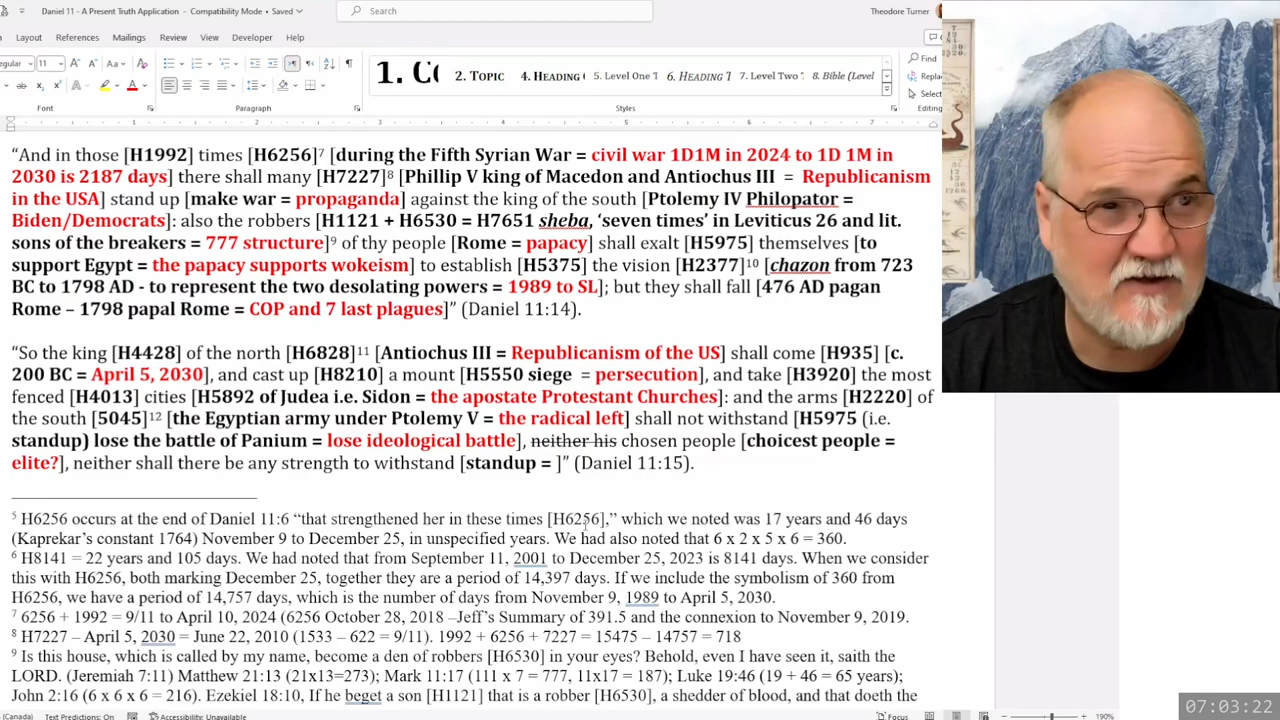 Daniel 11 - A Present Truth Application - Compatibility Mode • Saved
Search
Theodore Turner
Layout References Mailings Review View Developer Help
11
Find
1. 2. TOPIC 4. HEADING 5. Level One 6. HEADING 7. Level Two 8. Bible (Level
Font Paragraph Styles Editing
1 2 3 4 5 6 7
“And in those [H1992] times [H6256]7 [during the Fifth Syrian War = civil war 1D1M in 2024 to 1D 1M in
2030 is 2187 days] there shall many [H7227]8 [Phillip V king of Macedon and Antiochus III = Republicanism
in the USA] stand up [make war = propaganda] against the king of the south [Ptolemy IV Philopator =
Biden/Democrats]: also the robbers [H1121 + H6530 = H7651 sheba, ‘seven times’ in Leviticus 26 and lit.
sons of the breakers = 777 structure]9 of thy people [Rome = papacy] shall exalt [H5975] themselves [to
support Egypt = the papacy supports wokeism] to establish [H5375] the vision [H2377]10 [chazon from 723
BC to 1798 AD - to represent the two desolating powers = 1989 to SL]; but they shall fall [476 AD pagan
Rome – 1798 papal Rome = COP and 7 last plagues]” (Daniel 11:14).
“So the king [H4428] of the north [H6828]11 [Antiochus III = Republicanism of the US] shall come [H935] [c.
200 BC = April 5, 2030], and cast up [H8210] a mount [H5550 siege = persecution], and take [H3920] the most
fenced [H4013] cities [H5892 of Judea i.e. Sidon = the apostate Protestant Churches]: and the arms [H2220] of
the south [5045]12 [the Egyptian army under Ptolemy V = the radical left] shall not withstand [H5975 (i.e.
standup) lose the battle of Panium = lose ideological battle], neither his chosen people [choicest people =
elite?], neither shall there be any strength to withstand [standup = ]” (Daniel 11:15).
5 H6256 occurs at the end of Daniel 11:6 “that strengthened her in these times [H6256],” which we noted was 17 years and 46 days
(Kaprekar’s constant 1764) November 9 to December 25, in unspecified years. We had also noted that 6 x 2 x 5 x 6 = 360.
6 H8141 = 22 years and 105 days. We had noted that from September 11, 2001 to December 25, 2023 is 8141 days. When we consider
this with H6256, both marking December 25, together they are a period of 14,397 days. If we include the symbolism of 360 from
H6256, we have a period of 14,757 days, which is the number of days from November 9, 1989 to April 5, 2030.
7 6256 + 1992 = 9/11 to April 10, 2024 (6256 October 28, 2018 –Jeff’s Summary of 391.5 and the connexion to November 9, 2019.
8 H7227 – April 5, 2030 = June 22, 2010 (1533 – 622 = 9/11). 1992 + 6256 + 7227 = 15475 – 14757 = 718
9 Is this house, which is called by my name, become a den of robbers [H6530] in your eyes? Behold, even I have seen it, saith the
LORD. (Jeremiah 7:11) Matthew 21:13 (21x13=273); Mark 11:17 (111 x 7 = 777, 11x17 = 187); Luke 19:46 (19 + 46 = 65 years);
John 2:16 (6 x 6 x 6 = 216). Ezekiel 18:10, If he beget a son [H1121] that is a robber [H6530], a shedder of blood, and that doeth the
(Canada) Text Predictions: On Accessibility: Unavailable Focus 190%
07:03:22